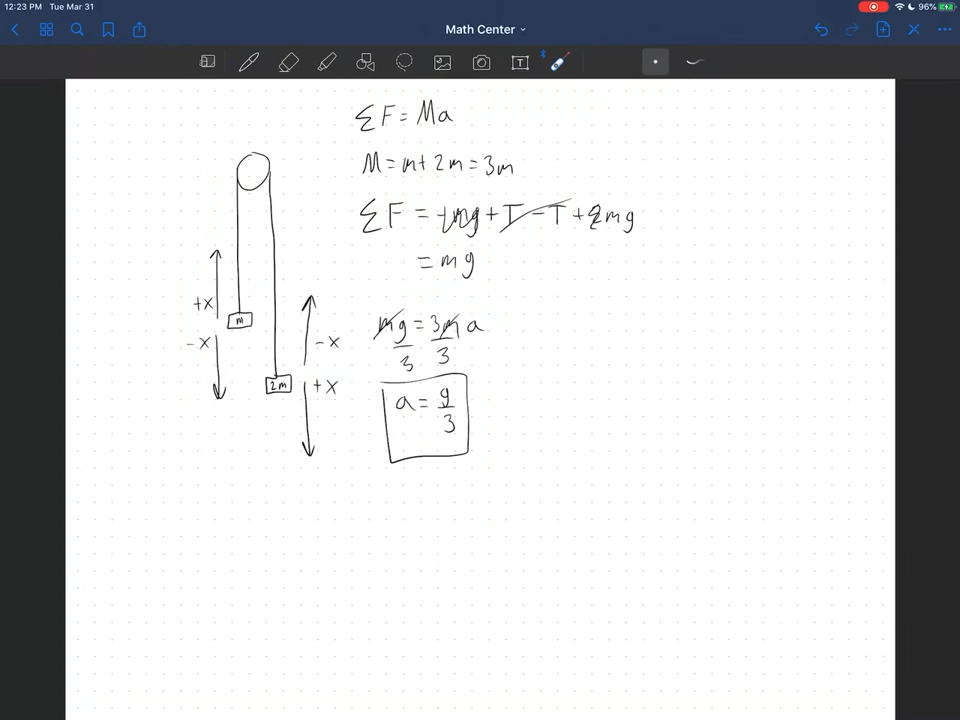 12:23 PM Tue Mar 31
96%
Math Center
ΣF = Ma
M = m + 2m = 3m
ΣF = -mg + T - T + 2mg
= mg
+x
-x
m
-x
2m
+x
mg = 3ma
3 3
a = g
3